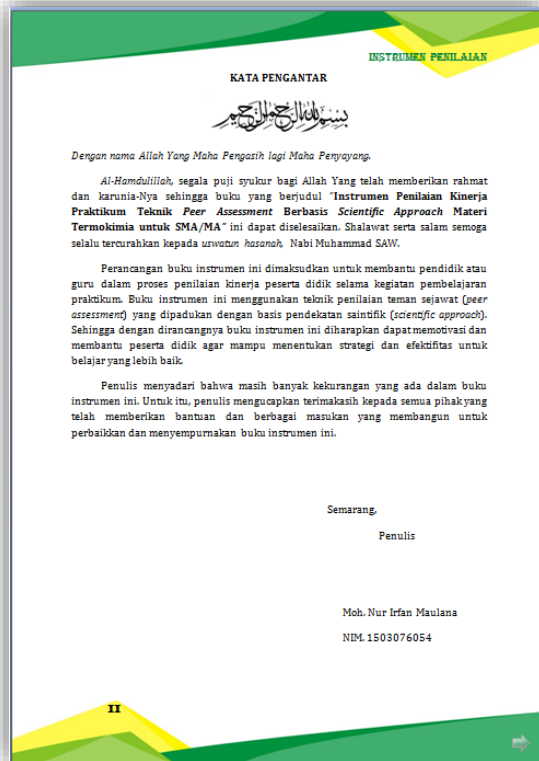 INSTRUMEN PENILAIAN
KATA PENGANTAR
بسم الله الرحمن الرحيم
Dengan nama Allah Yang Maha Pengasih lagi Maha Penyayang.
Al-Hamdulillah, segala puji syukur bagi Allah Yang telah memberikan rahmat
dan karunia-Nya sehingga buku yang berjudul "Instrumen Penilaian Kinerja
Praktikum Teknik Peer Assessment Berbasis Scientific Approach Materi
Termokimia untuk SMA/MA" ini dapat diselesaikan. Shalawat serta salam semoga
selalu tercurahkan kepada uswatun hasanah, Nabi Muhammad SAW.
Perancangan buku instrumen ini dimaksudkan untuk membantu pendidik atau
guru dalam proses penilaian kinerja peserta didik selama kegiatan pembelajaran
praktikum. Buku instrumen ini menggunakan teknik penilaian teman sejawat (peer
assessment) yang dipadukan dengan basis pendekatan saintifik (scientific approach).
Sehingga dengan dirancangnya buku instrumen ini diharapkan dapat memotivasi dan
membantu peserta didik agar mampu menentukan strategi dan efektifitas untuk
belajar yang lebih baik.
Penulis menyadari bahwa masih banyak kekurangan yang ada dalam buku
instrumen ini. Untuk itu, penulis mengucapkan terimakasih kepada semua pihak yang
telah memberikan bantuan dan berbagai masukan yang membangun untuk
perbaikkan dan menyempurnakan buku instrumen ini.
Semarang,
Penulis
Moh. Nur Irfan Maulana
NIM. 1503076054
II